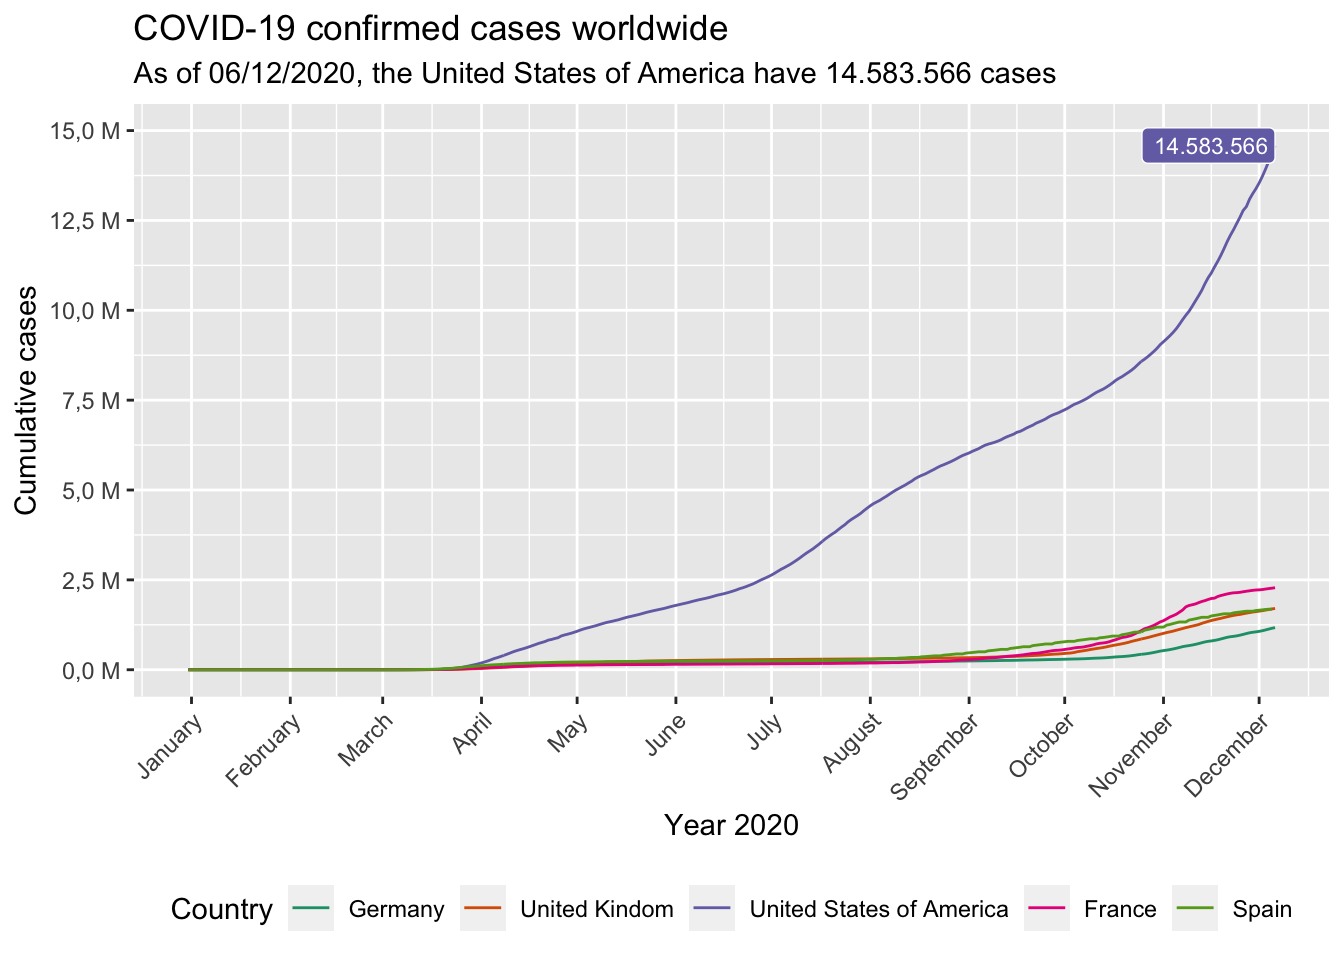 COVID-19 confirmed cases worldwide
As of 06/12/2020, the United States of America have 14.583.566 cases
15,0 M
12,5 M
10,0 M
7,5 M
5,0 M
2,5 M
0,0 M
Cumulative cases
14.583.566
January
February
March
April
May
June
July
August
September
October
November
December
Year 2020
Country
Germany
United Kindom
United States of America
France
Spain